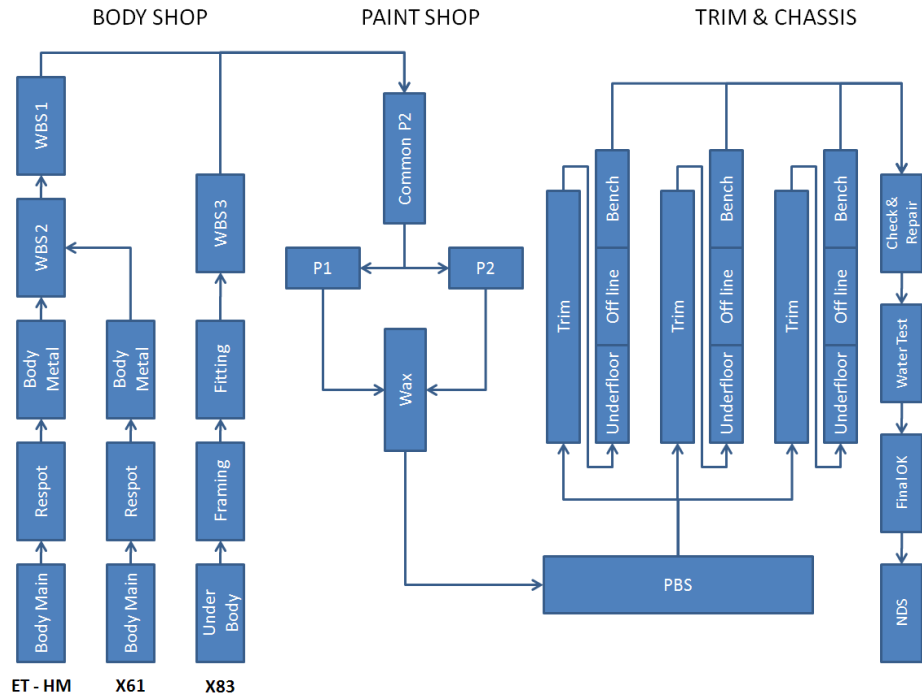 BODY SHOP
PAINT SHOP
TRIM & CHASSIS
WBS1
WBS2
Body
Metal
Respot
Body Main
ET - HM
Body
Metal
Respot
Body Main
X61
WBS3
Fitting
Framing
Under
Body
X83
Common P2
P1
P2
Wax
PBS
Trim
Bench
Off line
Underfloor
Trim
Bench
Off line
Underfloor
Trim
Bench
Off line
Underfloor
Check&
Repair
Water Test
Final OK
NDS